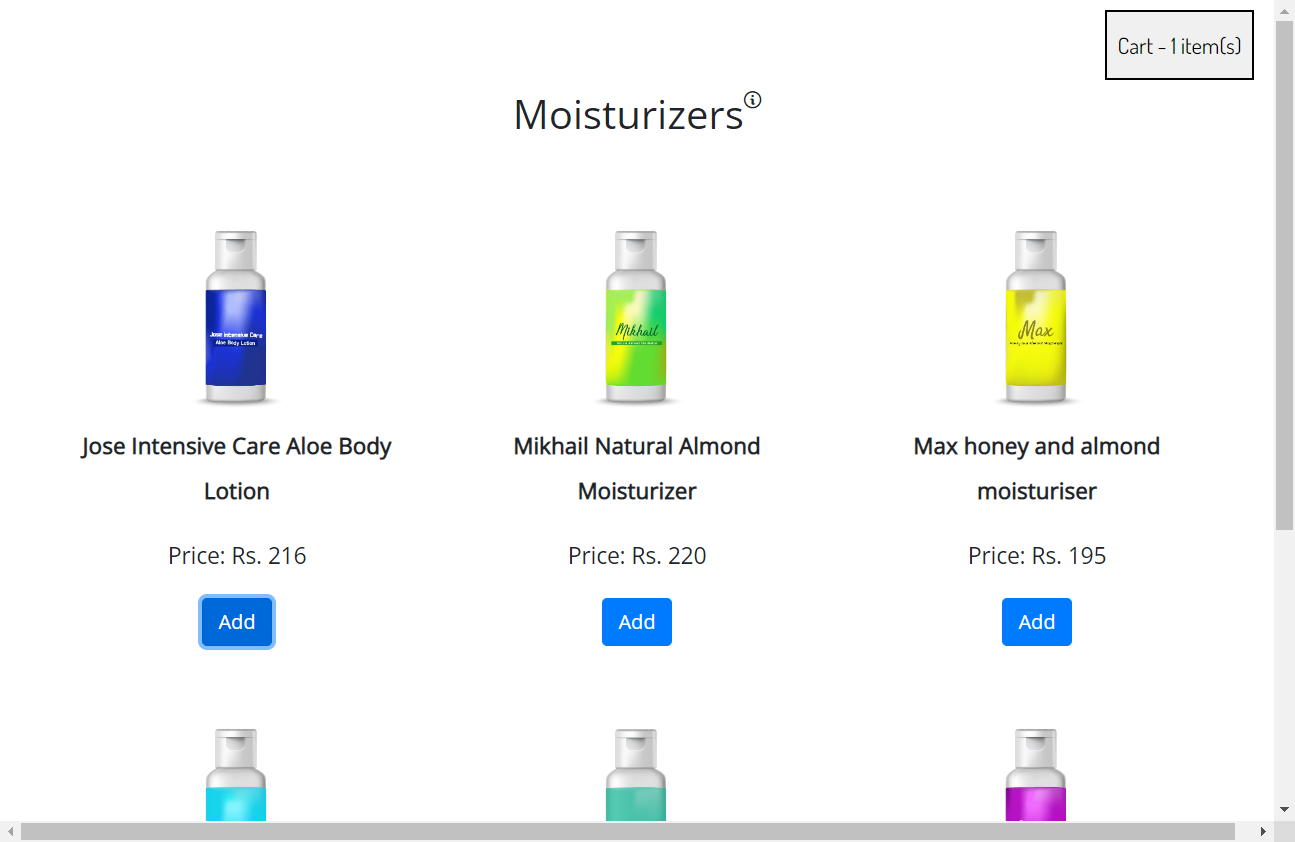 Cart - 1 item(s)
Moisturizers
Jose Intensive Care
Aloe Body Lotion
Mikhail
Max
Jose Intensive Care Aloe Body
Lotion
Mikhail Natural Almond
Moisturizer
Max honey and almond
moisturiser
Price: Rs. 216
Price: Rs. 220
Price: Rs. 195
Add
Add
Add